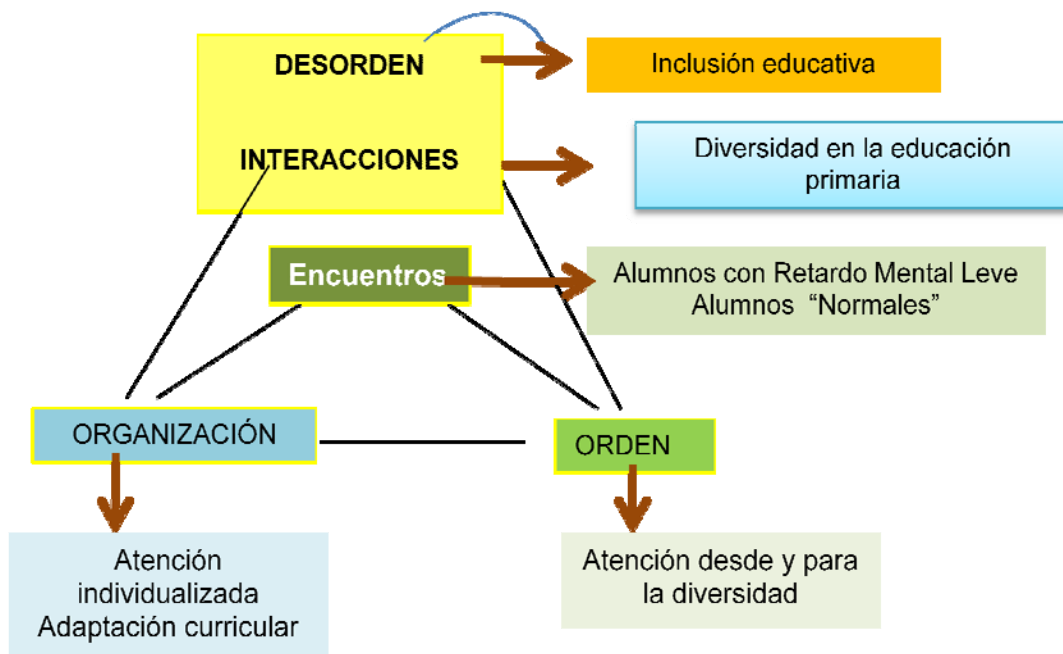 DESORDEN
Inclusión educativa
INTERACCIONES
Diversidad en la educación
primaria
Encuentros
Alumnos con Retardo Mental Leve
Alumnos “Normales”
ORGANIZACIÓN
ORDEN
Atención
individualizada
Adaptación curricular
Atención desde y para
la diversidad